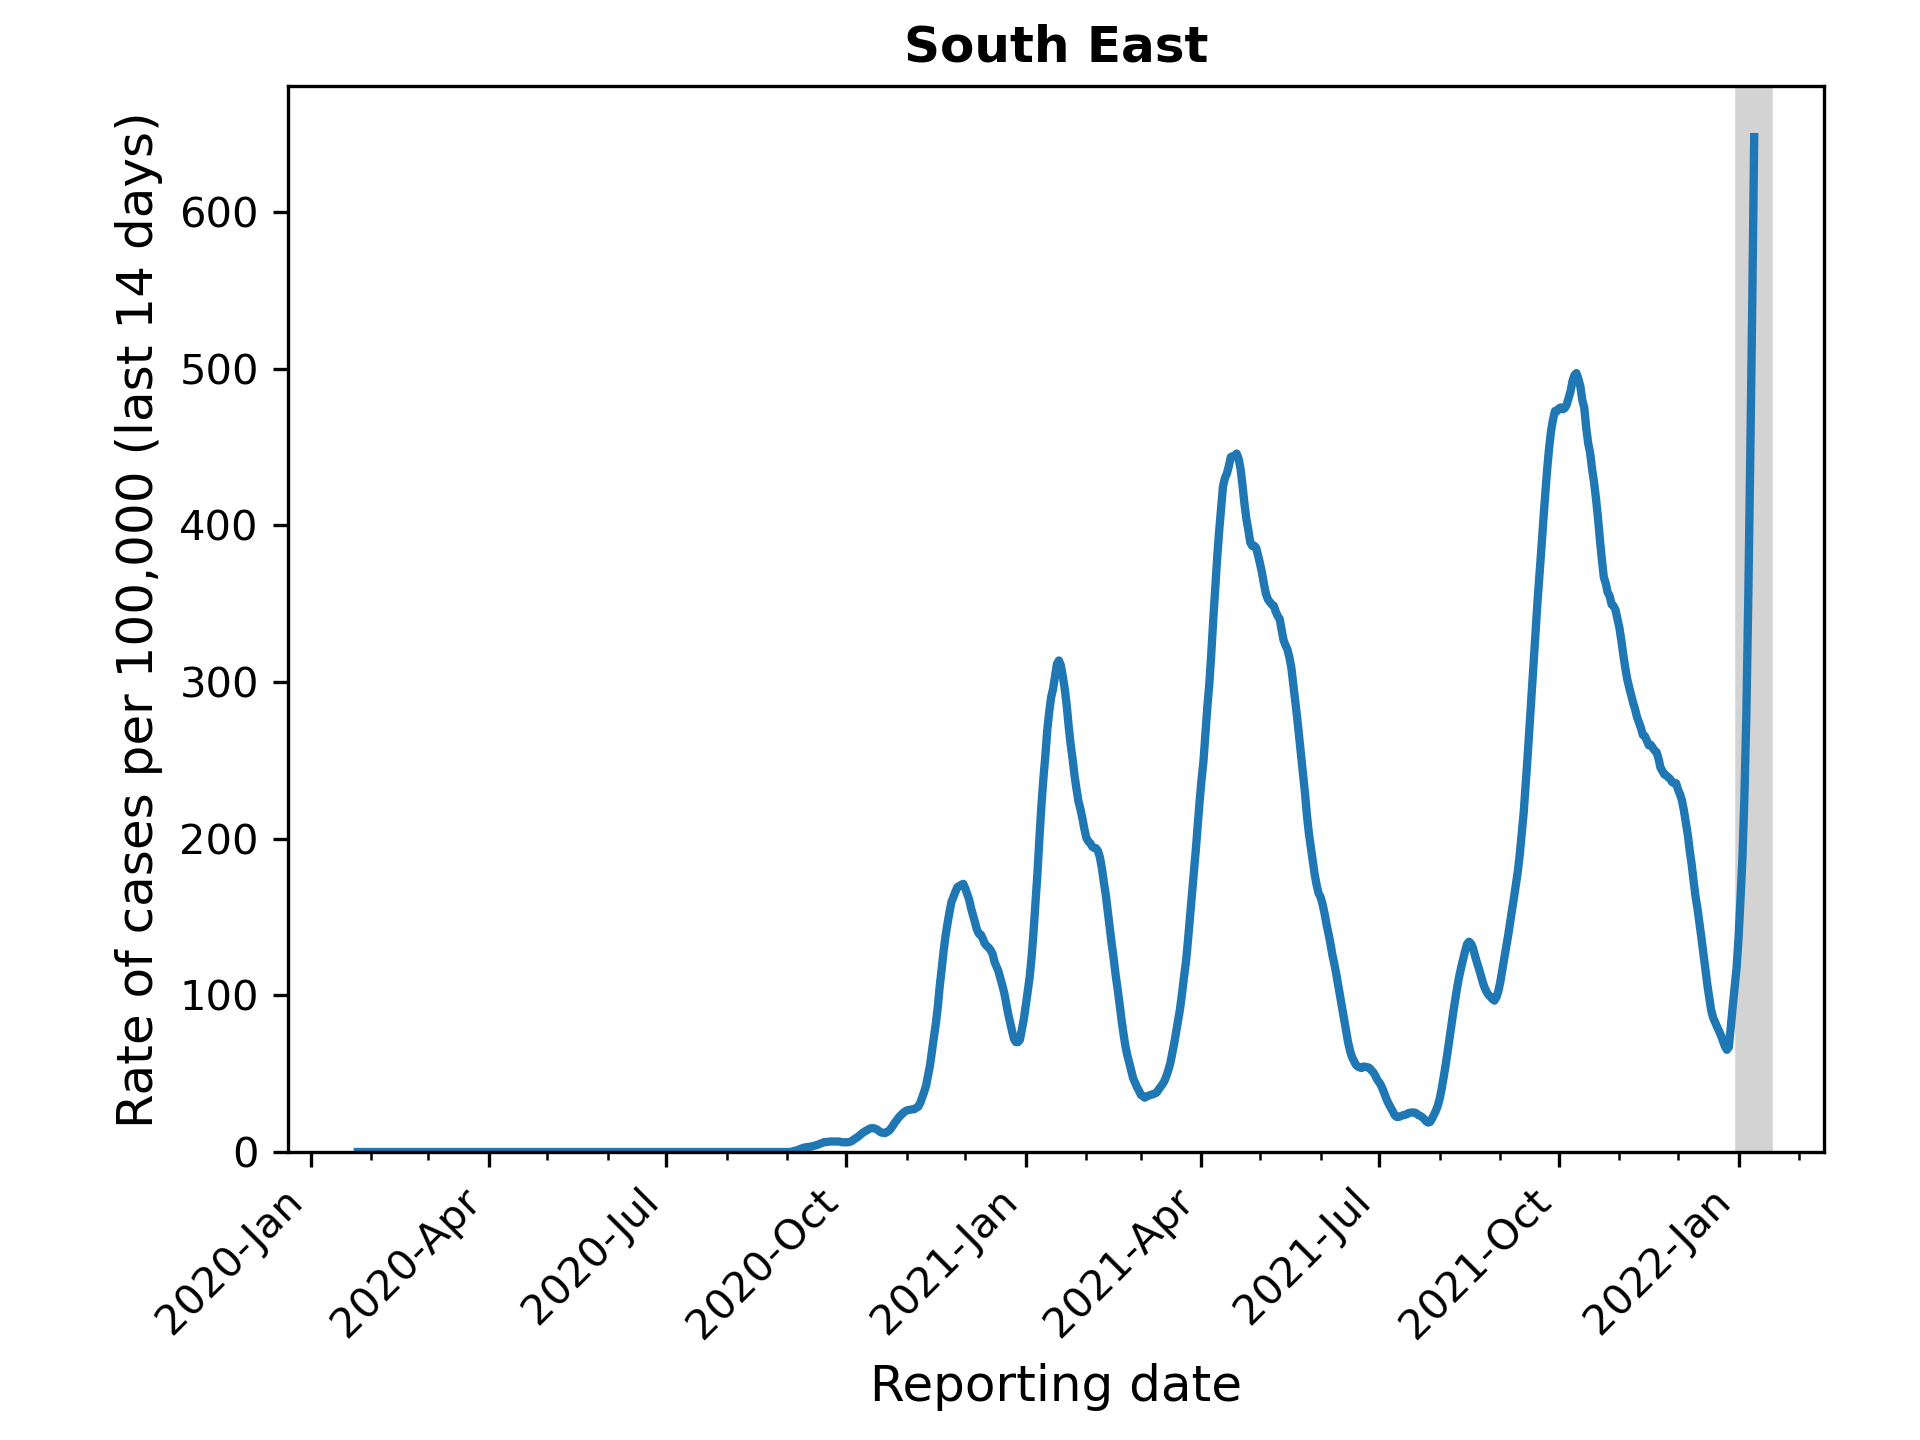 South East
Rate of cases per 100,000 (last 14 days)
600
500
400
300
200
100
0
2020-Jan
2020-Apr
2020-Jul
2020-Oct
2021-Jan
2021-Apr
2021-Jul
2021-Oct
2022-Jan
Reporting date